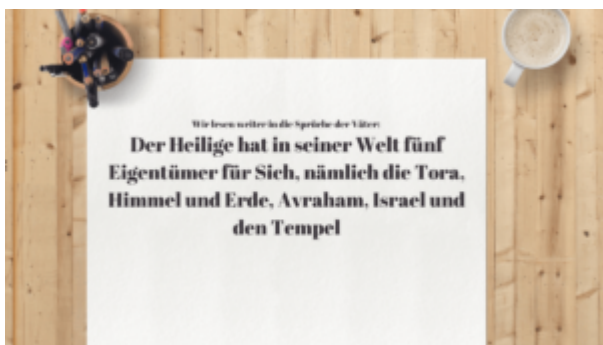 Wir lesen weiter in die Sprüche der Väter:
Der Heilige hat in seiner Welt fünf
Eigentümer für Sich, nämlich die Tora,
Himmel und Erde, Avraham, Israel und
den Tempel